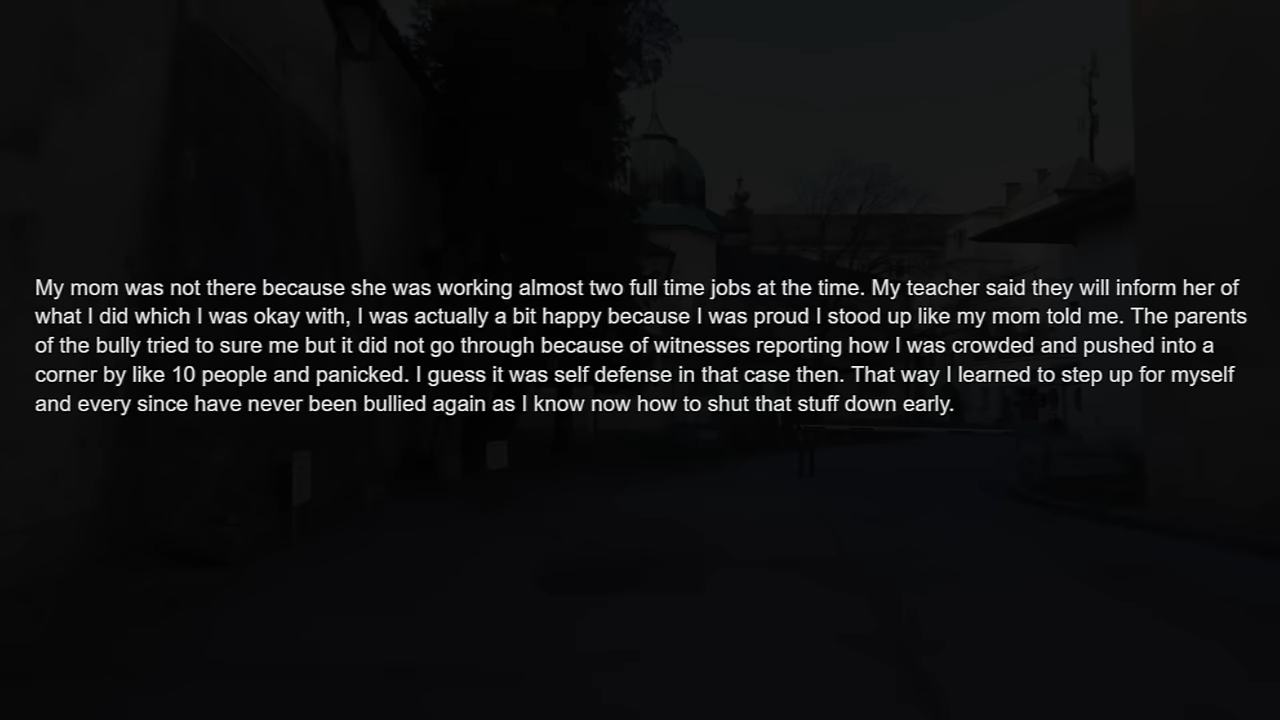 My mom was not there because she was working almost two full time jobs at the time. My teacher said they will inform her of
what I did which I was okay with, I was actually a bit happy because I was proud I stood up like my mom told me. The parents
of the bully tried to sure me but it did not go through because of witnesses reporting how I was crowded and pushed into a
corner by like 10 people and panicked. I guess it was self defense in that case then. That way I learned to step up for myself
and every since have never been bullied again as I know now how to shut that stuff down early.